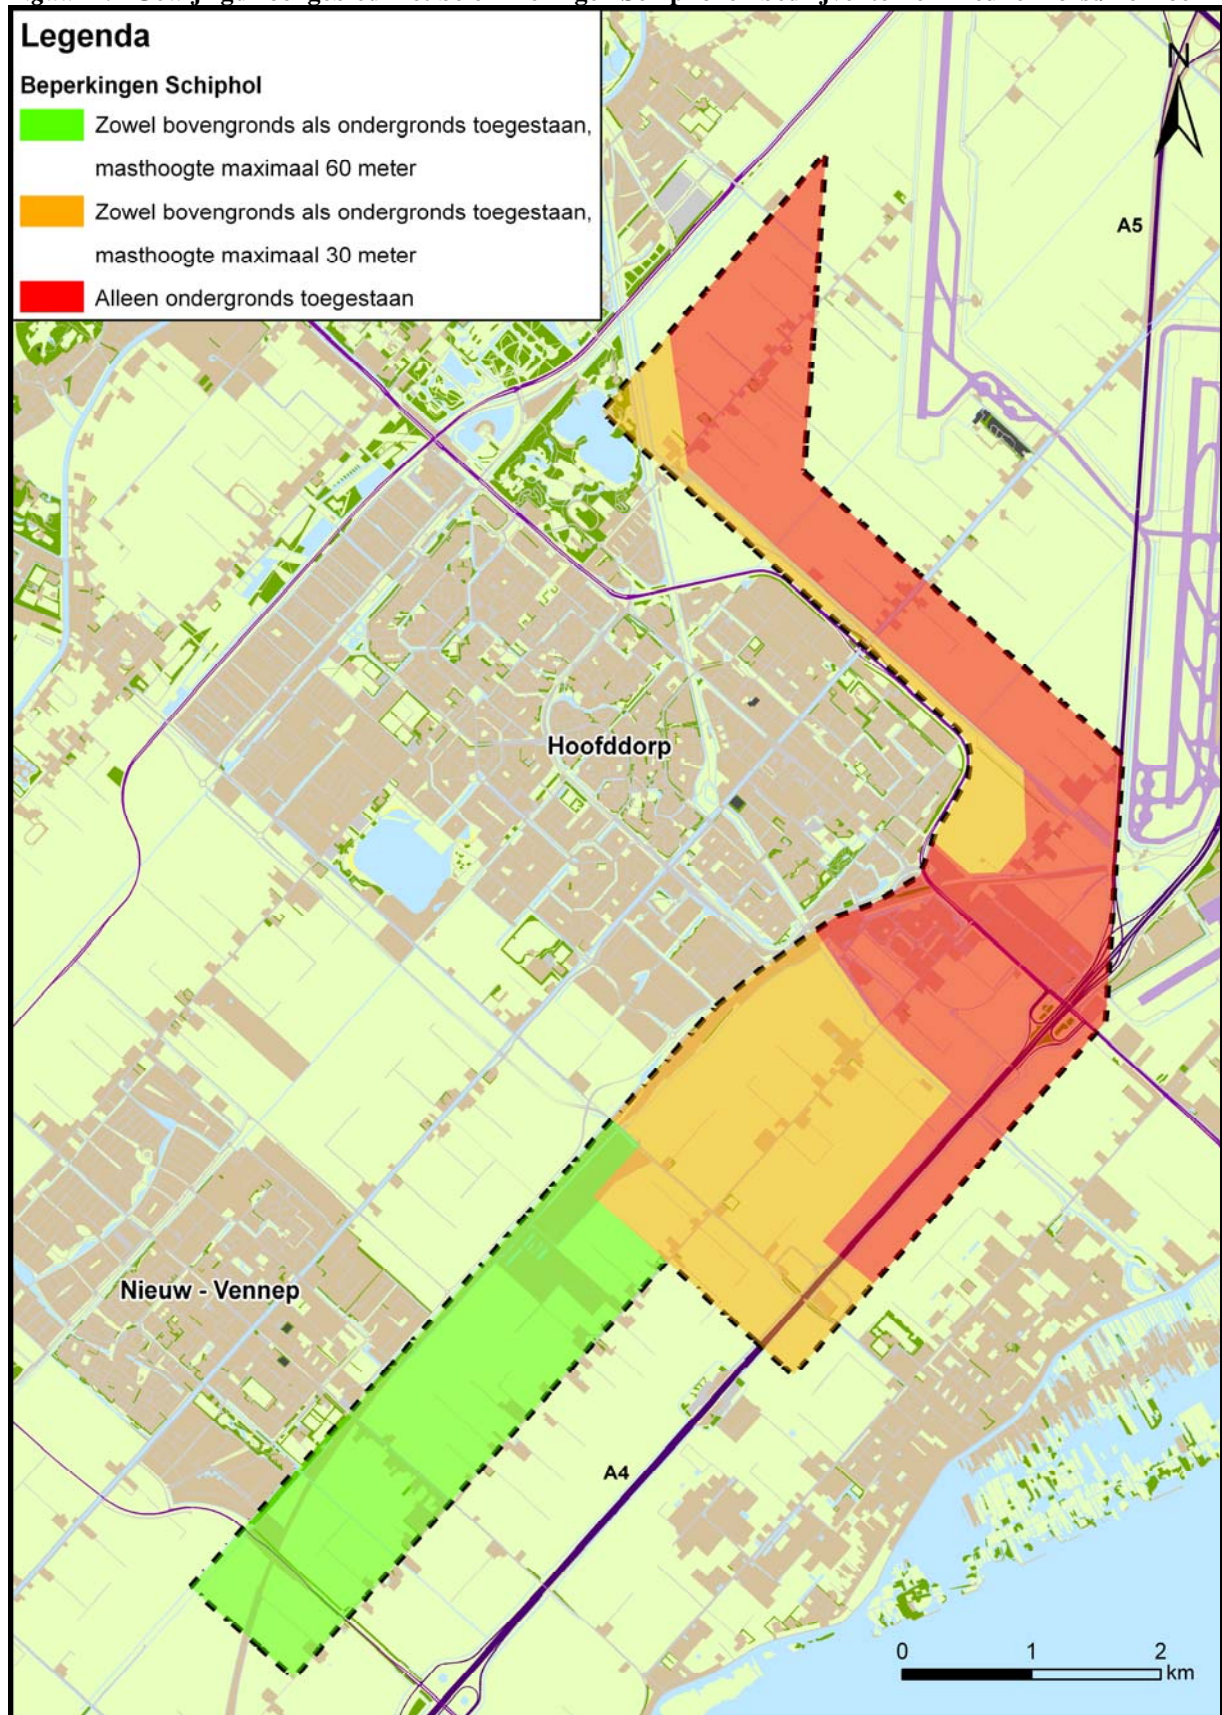 Legenda
Beperkingen Schiphol
Zowel bovengronds als ondergronds toegestaan,
masthoogte maximaal 60 meter
Zowel bovengronds als ondergronds toegestaan,
masthoogte maximaal 30 meter
Alleen ondergronds toegestaan
N
A5
Hoofddorp
Nieuw - Vennep
A4
0 1 2
km